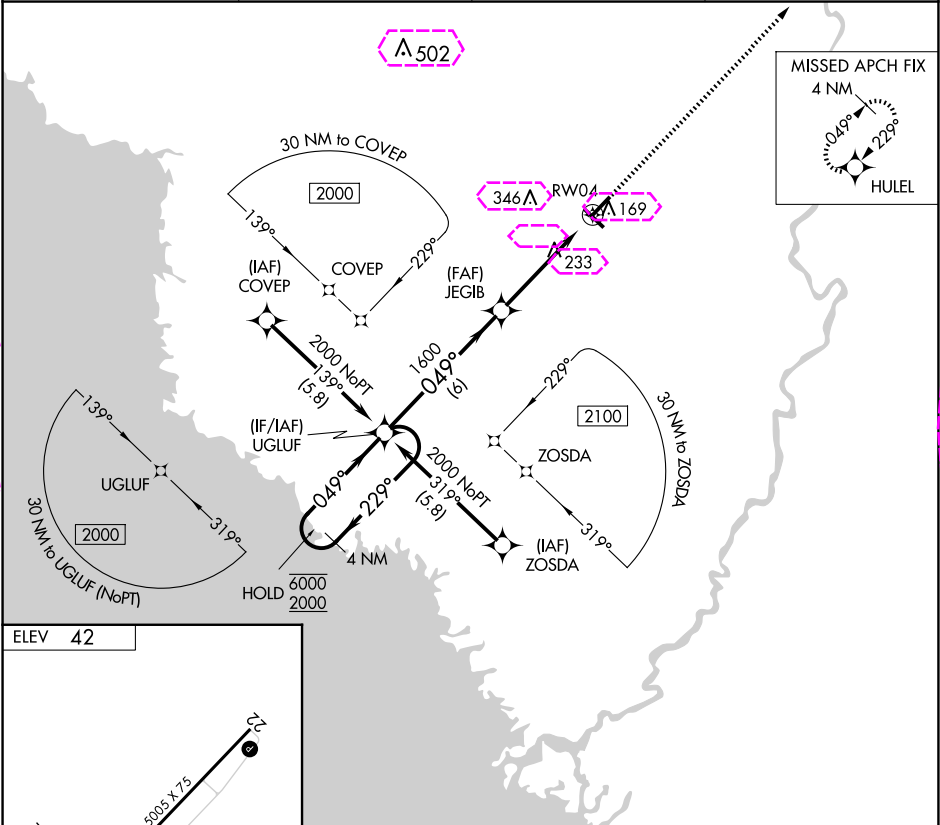 502
MISSED APCH FIX
4 NM
049°
229°
HULEL
30 NM to COVEP
2000
139°
229°
COVEP
346
RW04
169
233
(IAF)
COVEP
(FAF)
JEGIB
2000 NoPT
139°
(5.8)
1600
049°
(6)
229°
2100
30 NM to ZOSDA
ZOSDA
319°
139°
UGLUF
319°
2000
30 NM to UGLUF (NoPT)
(IF/IAF)
UGLUF
2000 NoPT
319°
(5.8)
049°
229°
4 NM
(IAF)
ZOSDA
HOLD
6000
2000
ELEV 42
22
P
5005 X 75